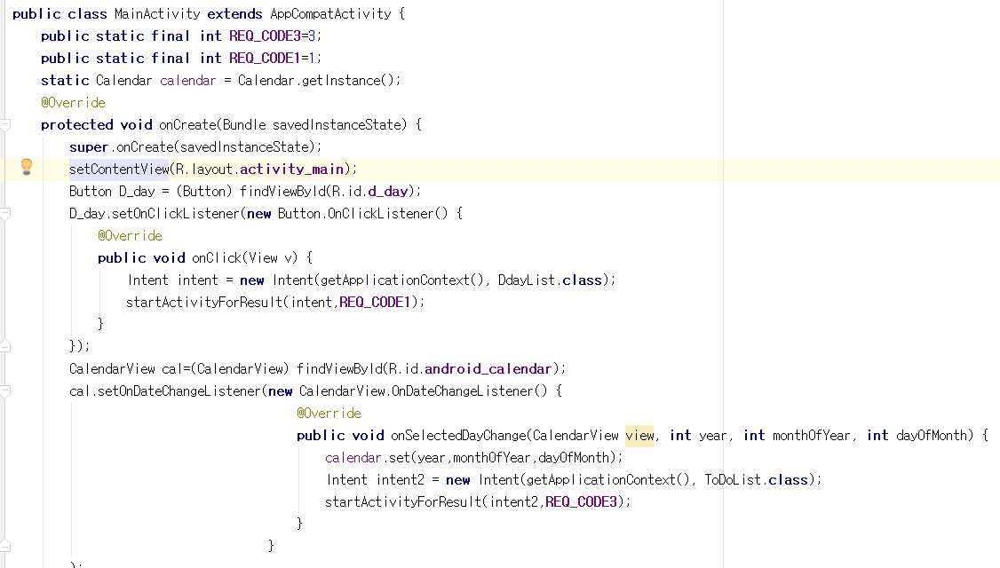 public class MainActivity extends AppCompatActivity {
public static final int REQ_CODE3=3;
public static final int REQ_CODE1=1;
static Calendar calendar = Calendar.getInstance();
@Override
protected void onCreate(Bundle savedInstanceState) {
super.onCreate(savedInstanceState);
setContentView(R.layout.activity_main);
Button D_day = (Button) findViewById(R.id.d_day);
D_day.setOnClickListener(new Button.OnClickListener() {
@Override
public void onClick(View v) {
Intent intent = new Intent(getApplicationContext(), DdayList.class);
startActivityForResult(intent,REQ_CODE1);
}
});
CalendarView cal=(CalendarView) findViewById(R.id.android_calendar);
cal.setOnDateChangeListener(new CalendarView.OnDateChangeListener() {
@Override
public void onSelectedDayChange(CalendarView view, int year, int monthOfYear, int dayOfMonth) {
calendar.set(year,monthOfYear,dayOfMonth);
Intent intent2 = new Intent(getApplicationContext(), ToDoList.class);
startActivityForResult(intent2,REQ_CODE3);
}
}
);